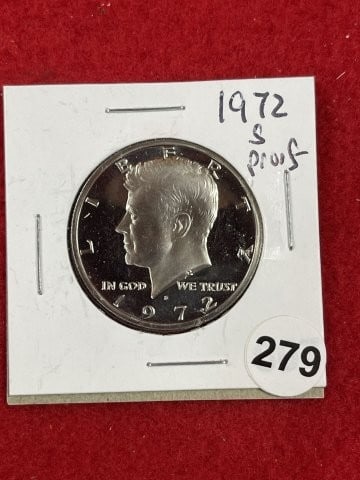 1972
S
proof
LIBERTY
IN GOD WE TRUST
S
1972
279